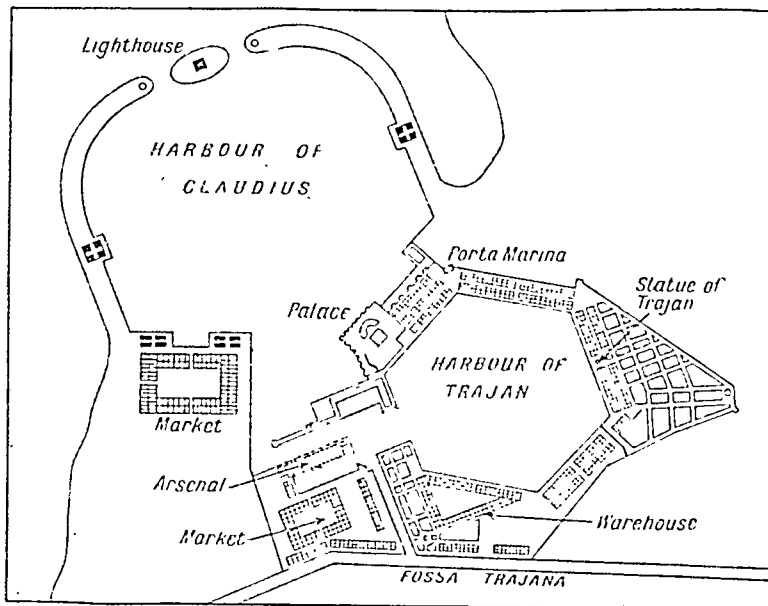 Lighthouse
HARBOUR OF
CLAUDIUS
Porta Marina
Statue of
Trajan
Palace
HARBOUR OF
TRAJAN
Market
Arsenal
Market
Warehouse
FOSSA TRAJANA